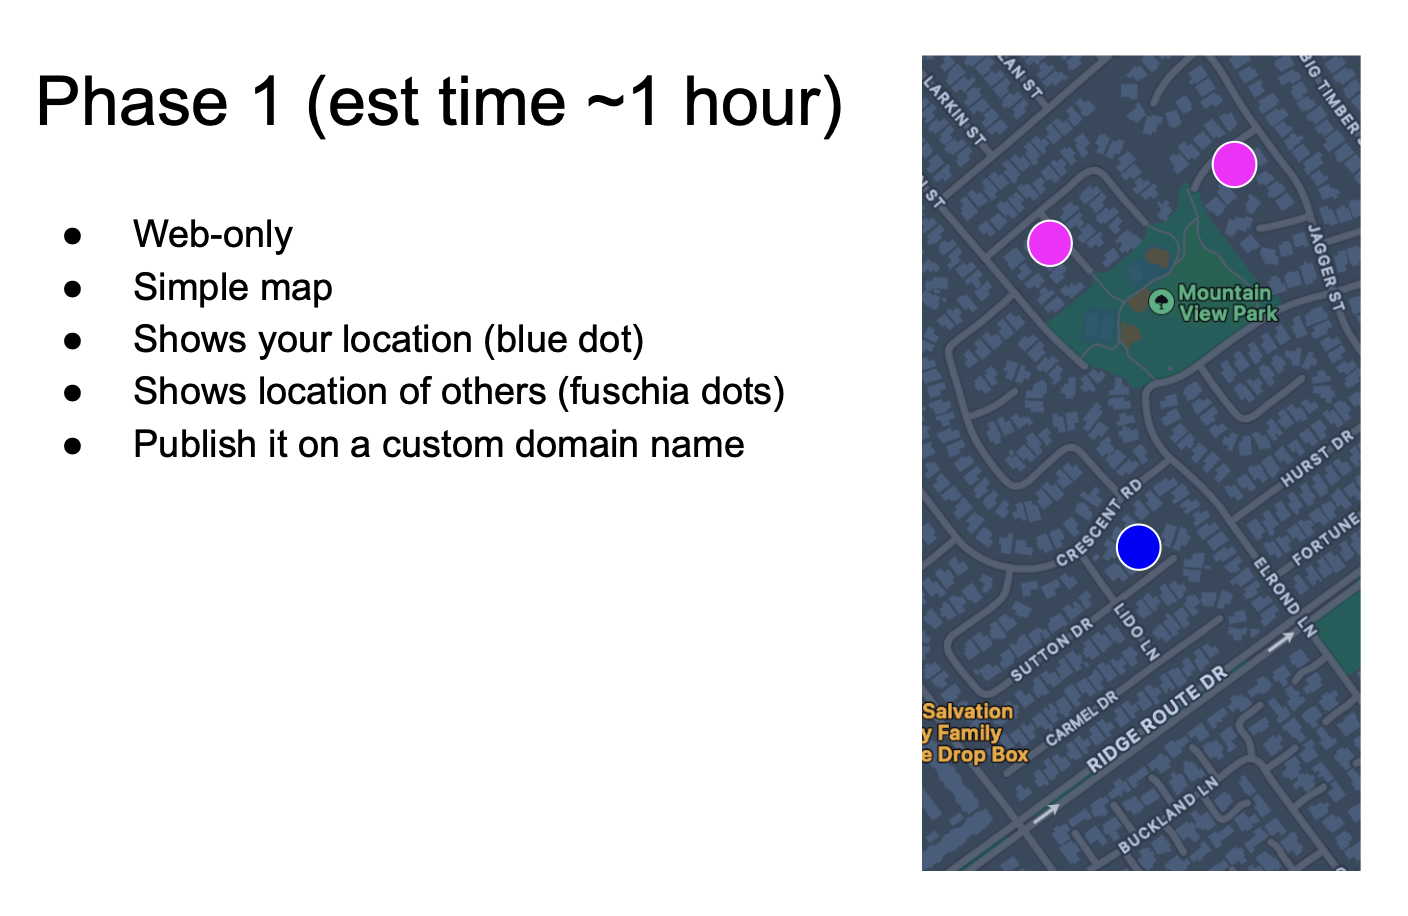 Phase 1 (est time ~1 hour)
● Web-only
● Simple map
● Shows your location (blue dot)
● Shows location of others (fuschia dots)
● Publish it on a custom domain name
LAN ST
LARKIN ST
BIG TIMBER
N ST
JAGGER ST
Mountain
View Park
HURST DR
CRESCENT RD
FORTUNE
ELROND LN
LIDO LN
SUTTON DR
CARMEL DR
RIDGE ROUTE DR
Salvation
y Family
e Drop Box
BUCKLAND LN